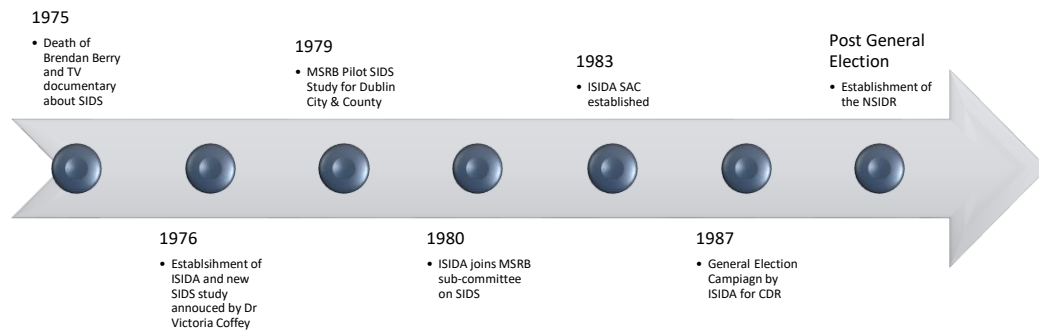 1975
• Death of
Brendan Berry
and TV
documentary
about SIDS
1976
• Establsihment of
ISIDA and new
SIDS study
annouced by Dr
Victoria Coffey
1979
• MSRB Pilot SIDS
Study for Dublin
City & County
1980
• ISIDA joins MSRB
sub-committee
on SIDS
1983
• ISIDA SAC
established
1987
• General Election
Campiagn by
ISIDA for CDR
Post General
Election
• Establishment of
the NSIDR